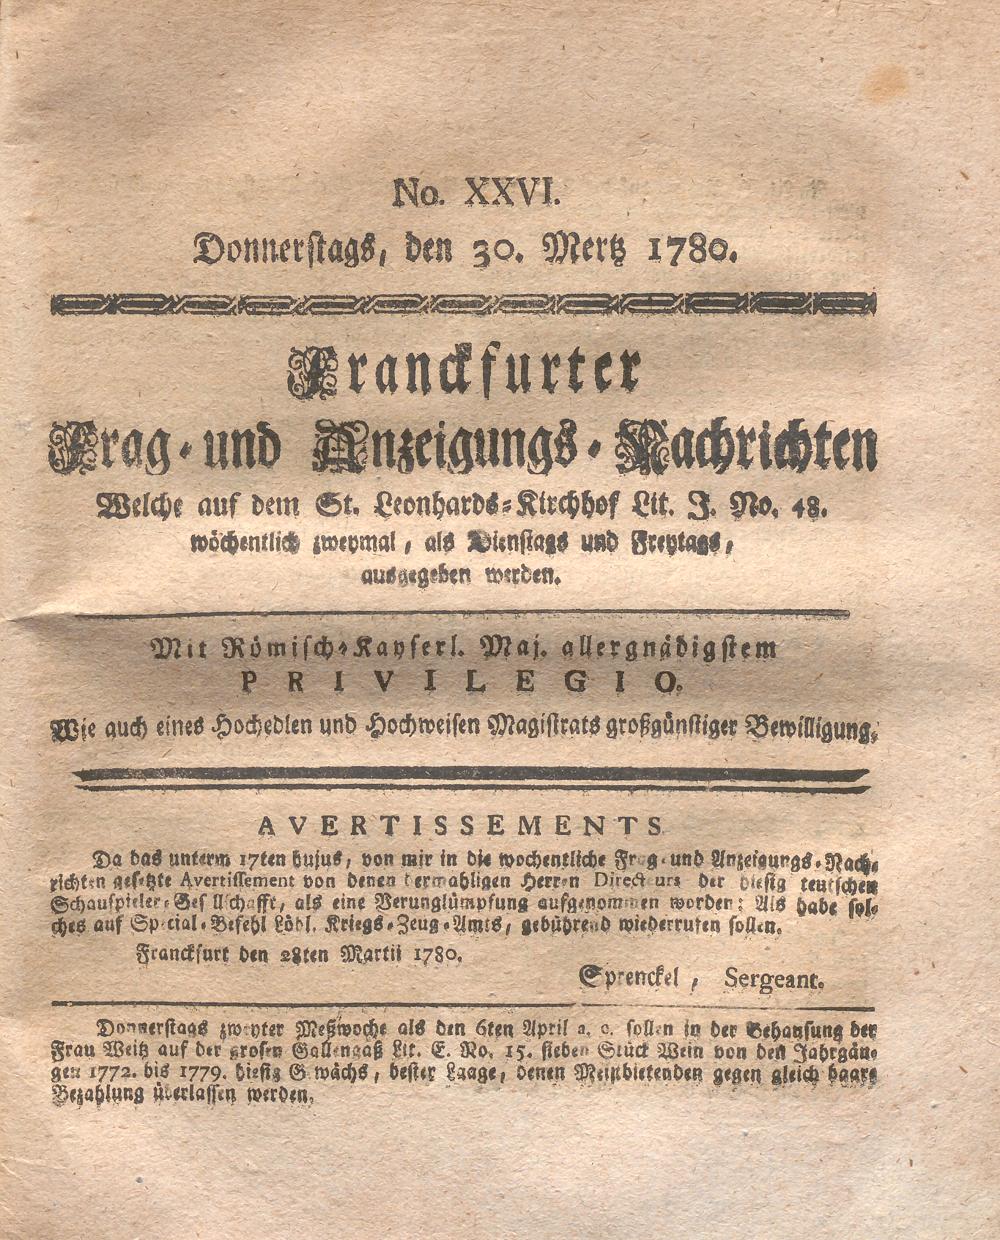 No. XXVI.
Donnerstags, den 30. Mertz 1780.
Franckfurter
Frag-und Anzeigungs-Nachrichten
Welche auf dem St. Leonhards-Kirchhof Lit. J. No. 48.
wöchentlich zweymal, als Dienstags und Freytags,
ausgegeben werden.
Mit Römisch-Kayserl. Maj. allergnädigstem
PRIVILEGIO.
Wie auch eines Hochedlen und Hochweisen Magistrats großgünstiger Bewilligung.
AVERTISSEMENTS
Da das unterm 17ten hujus, von mir in die wochentliche Frag-und Anzeigungs-Nach-
richten gesetzte Avertissement von denen dermahligen Herren Directeurs der hiesig teutschen
Schauspieler-Gesellschafft, als eine Verunglümpfung aufgenommen worden: Als habe sol-
ches auf Special-Befehl Löbl. Kriegs-Zeug-Amts, gebührend wiederrufen sollen.
Franckfurt den 28ten Martii 1780.
Sprenckel, Sergeant.
Donnerstags zweyter Meßwoche als den 6ten April a. c. sollen in der Behausung der
Frau Weitz auf der grosen Gallengaß Lit. E. No. 15. sieben Stück Wein von den Jahrgän-
gen 1772. bis 1779. hiesig Gewächs, bester Laage, denen Meistbietenden gegen gleich baare
Bezahlung überlassen werden.